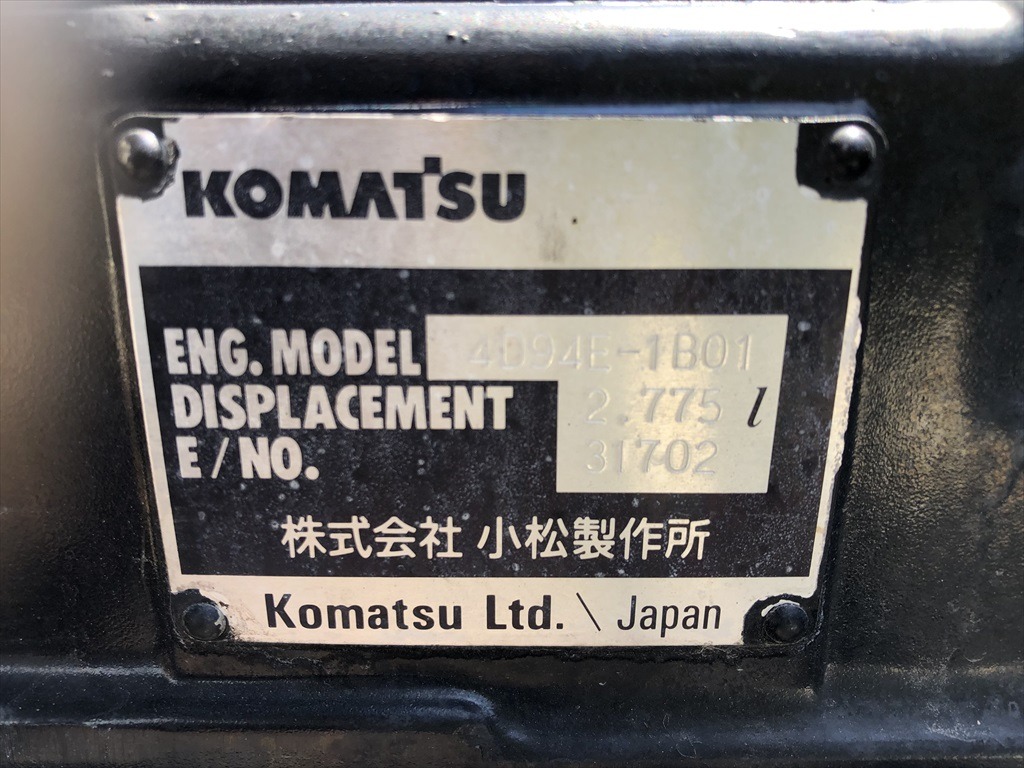 KOMATSU
ENG. MODEL 4D94E-1B01
DISPLACEMENT 2.775 l
E/NO. 31702
株式会社 小松製作所
Komatsu Ltd. \ Japan